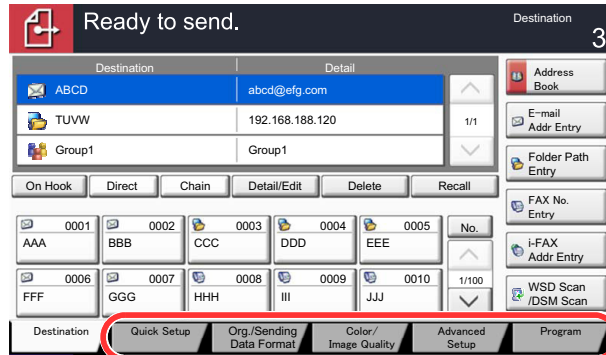 Ready to send.
Destination
3
Destination Detail
ABCD abcd@efg.com
TUVW 192.168.188.120
Group1 Group1
1/1
On Hook Direct Chain Detail/Edit Delete Recall
0001 0002 0003 0004 0005
AAA BBB CCC DDD EEE
No.
0006 0007 0008 0009 0010
FFF GGG HHH III JJJ
1/100
Address
Book
E-mail
Addr Entry
Folder Path
Entry
FAX No.
Entry
i-FAX
Addr Entry
WSD Scan
/DSM Scan
Destination
Quick Setup
Org./Sending
Data Format
Color/
Image Quality
Advanced
Setup
Program